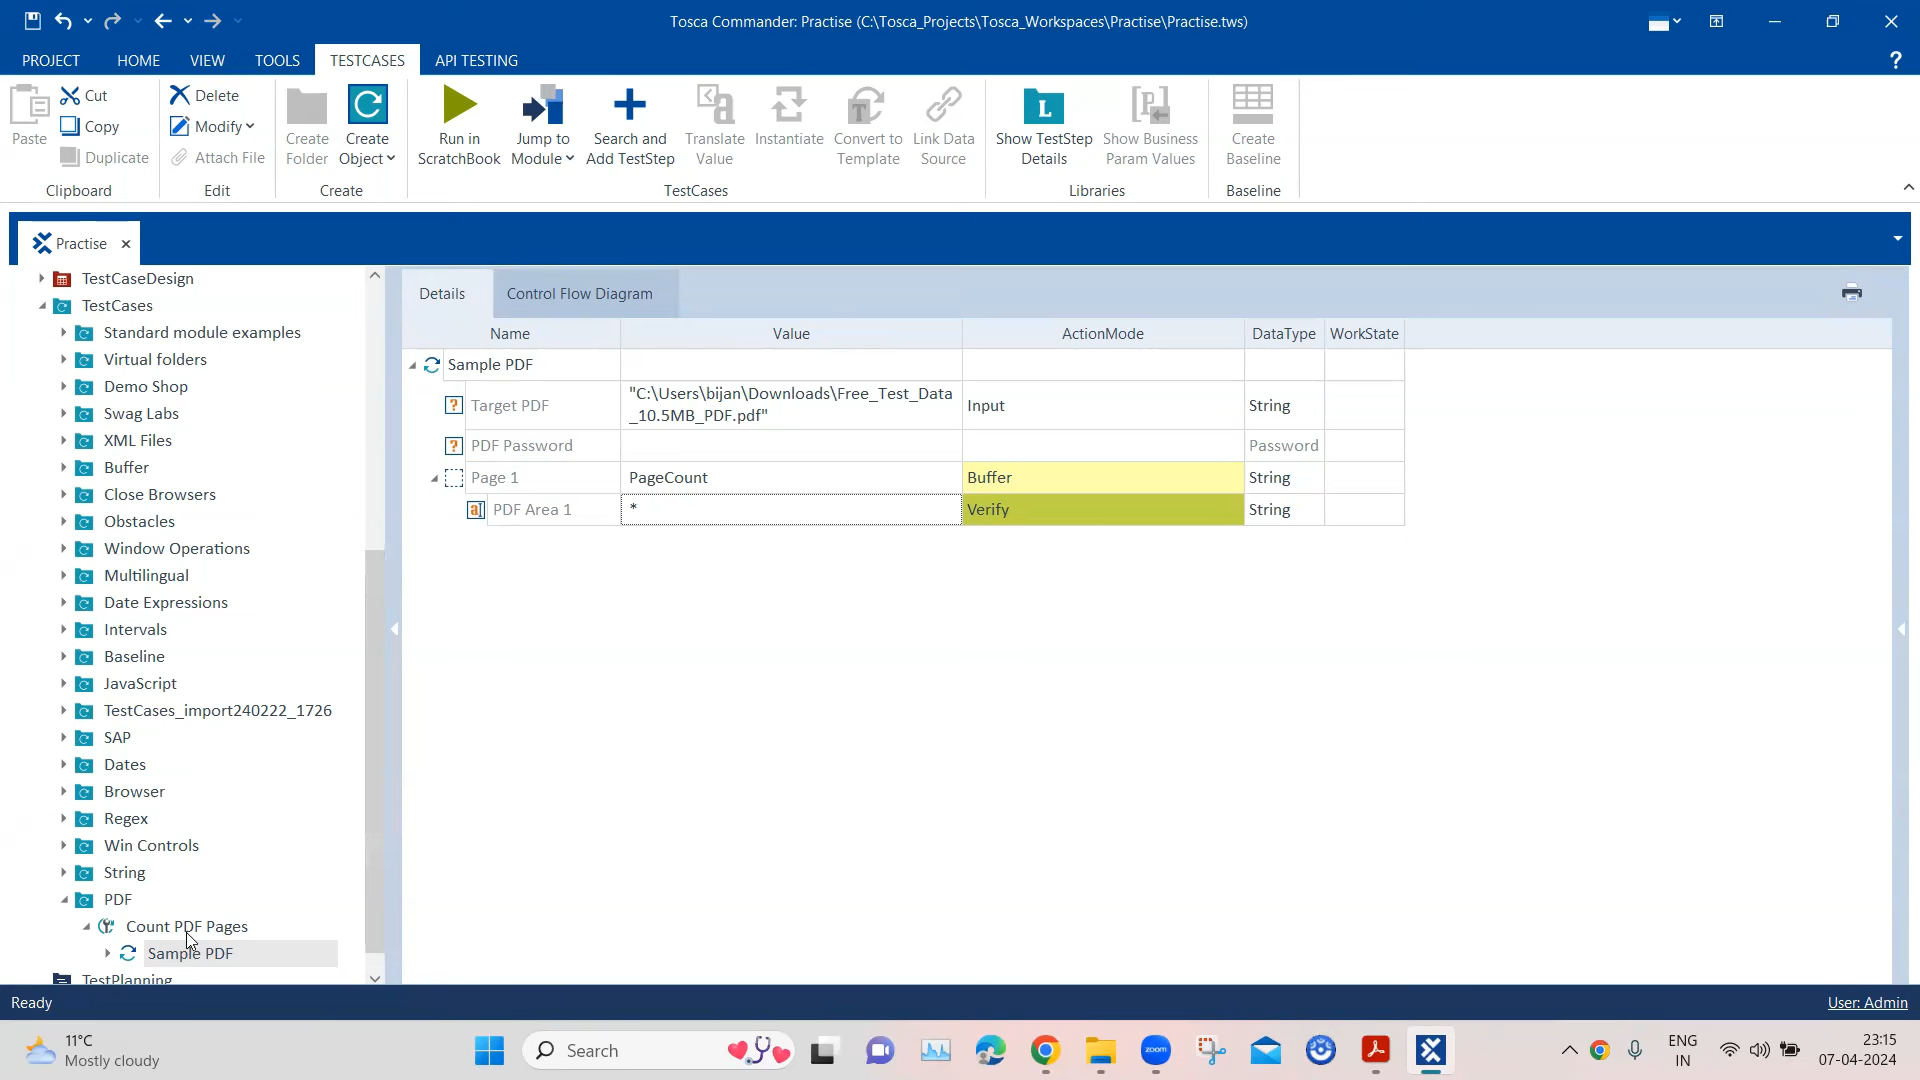 Tosca Commander: Practise (C:\Tosca_Projects\Tosca_Workspaces\Practise\Practise.tws)
PROJECT HOME VIEW TOOLS TESTCASES API TESTING ?
Paste
Cut
Copy
Duplicate
Clipboard
Delete
Modify
Attach File
Edit
Create
Folder
Create
Object
Create
Run in
ScratchBook
Jump to
Module
Search and
Add TestStep
Translate
Value
Instantiate
Convert to
Template
Link Data
Source
TestCases
Show TestStep
Details
Show Business
Param Values
Libraries
Create
Baseline
Baseline
Practise
TestCaseDesign
TestCases
Standard module examples
Virtual folders
Demo Shop
Swag Labs
XML Files
Buffer
Close Browsers
Obstacles
Window Operations
Multilingual
Date Expressions
Intervals
Baseline
JavaScript
TestCases_import240222_1726
SAP
Dates
Browser
Regex
Win Controls
String
PDF
Count PDF Pages
Sample PDF
TestPlanning
Details Control Flow Diagram
Name Value ActionMode DataType WorkState
Sample PDF
Target PDF "C:\Users\bijan\Downloads\Free_Test_Data
_10.5MB_PDF.pdf" Input String
PDF Password Password
Page 1 PageCount Buffer String
PDF Area 1 * Verify String
Ready User: Admin
11°C
Mostly cloudy
Search
zoom
ENG
IN
23:15
07-04-2024